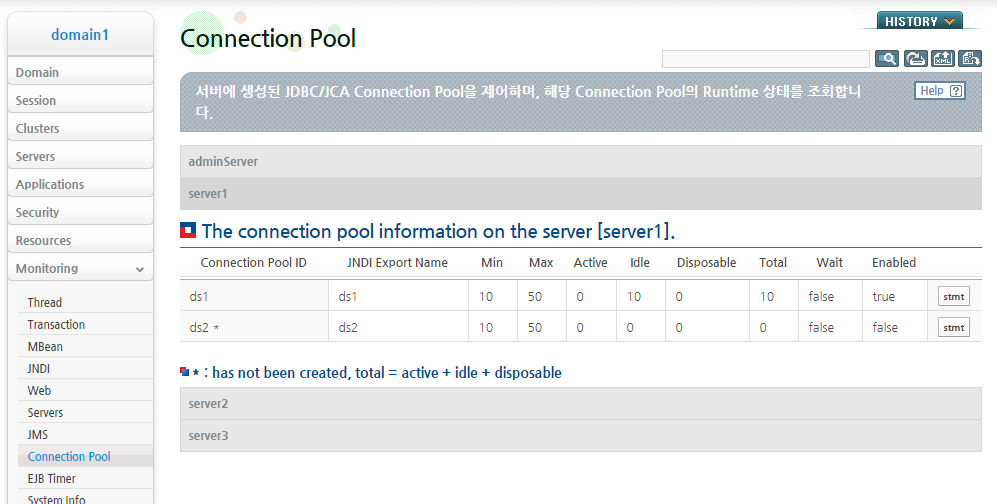 domain1
Domain
Session
Clusters
Servers
Applications
Security
Resources
Monitoring
Thread
Transaction
MBean
JNDI
Web
Servers
JMS
Connection Pool
EJB Timer
System Info
Connection Pool
HISTORY
XML
서버에 생성된 JDBC/JCA Connection Pool을 제어하며, 해당 Connection Pool의 Runtime 상태를 조회합니
다.
Help ?
adminServer
server1
The connection pool information on the server [server1].
Connection Pool ID JNDI Export Name Min Max Active Idle Disposable Total Wait Enabled
ds1 ds1 10 50 0 10 0 10 false true stmt
ds2 * ds2 10 50 0 0 0 0 false false stmt
* : has not been created, total = active + idle + disposable
server2
server3